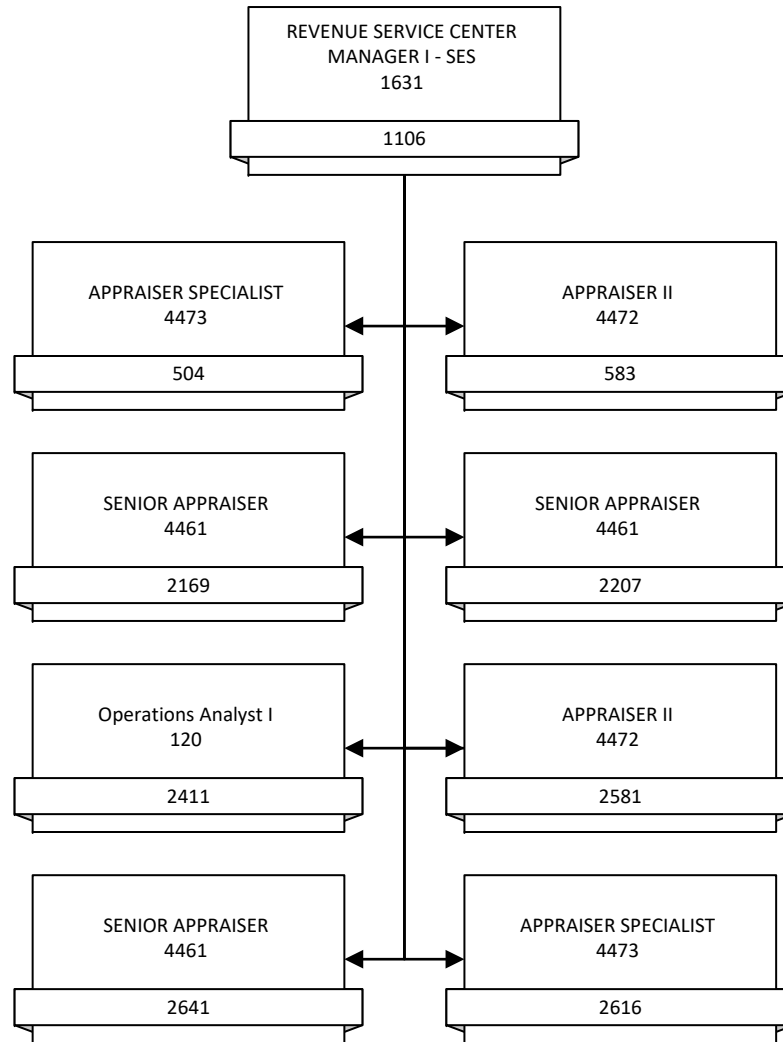 REVENUE SERVICE CENTER
MANAGER I - SES
1631
1106
APPRAISER SPECIALIST
4473
504
APPRAISER II
4472
583
SENIOR APPRAISER
4461
2169
SENIOR APPRAISER
4461
2207
Operations Analyst I
120
2411
APPRAISER II
4472
2581
SENIOR APPRAISER
4461
2641
APPRAISER SPECIALIST
4473
2616